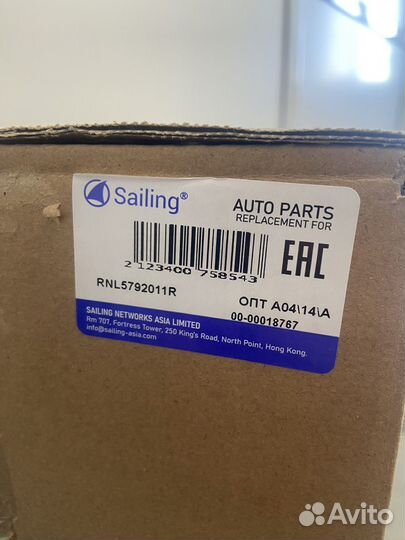 Sailing®
AUTO PARTS
REPLACEMENT FOR
2 123400 758543
EAC
RNL5792011R
ОПТ A04\14\A
00-00018767
SAILING NETWORKS ASIA LIMITED
Rm 707, Fortress Tower, 250 King's Road, North Point, Hong Kong.
info@sailing-asia.com
Avito